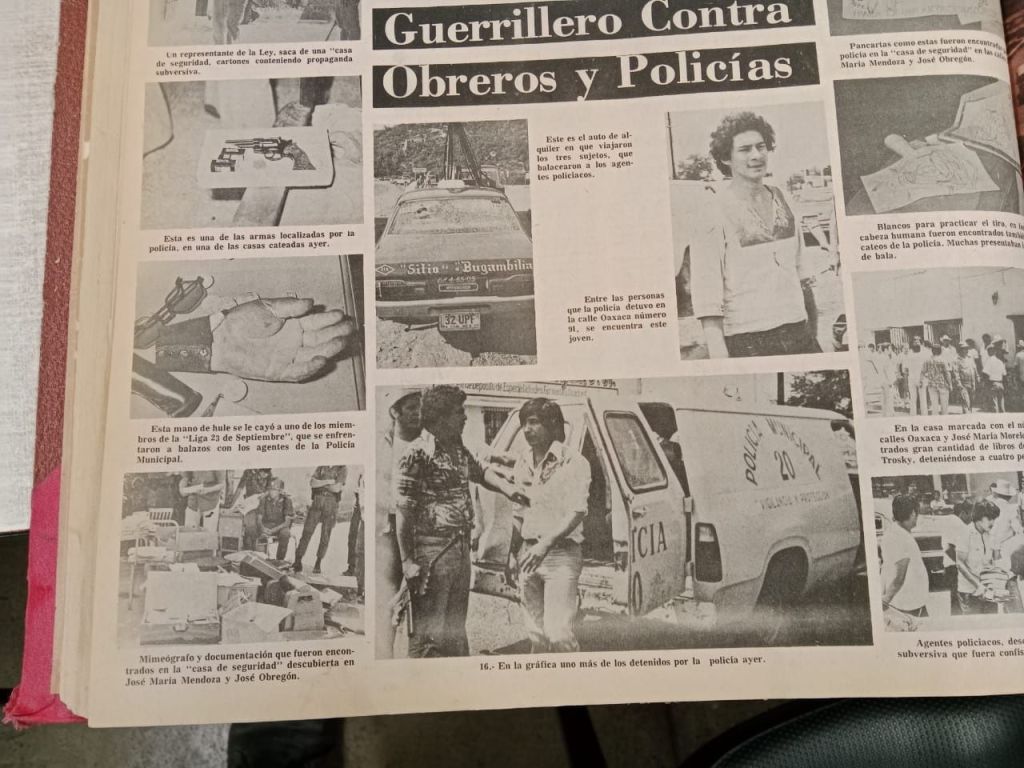 Guerrillero Contra
Obreros y Policías
Un representante de la Ley, saca de una "casa
de seguridad, cartones conteniendo propaganda
subversiva.
Esta es una de las armas localizadas por la
policía, en una de las casas cateadas ayer.
Esta mano de hule se le cayó a uno de los miem-
bros de la "Liga 23 de Septiembre", que se enfren-
taron a balazos con los agentes de la Policía
Municipal.
Mimeógrafo y documentación que fueron encon-
trados en la "casa de seguridad" descubierta en
José María Mendoza y José Obregón.
Este es el auto de al-
quiler en que viajaron
los tres sujetos, que
balacearon a los agen-
tes policiacos.
"Sitio" "Bugambilia
32 UPF
Entre las personas
que la policía detuvo en
la calle Oaxaca número
91, se encuentra este
joven.
POLICIA MUNICIPAL
20
VIGILANCIA Y PROTECCION
ICIA
16.- En la gráfica uno más de los detenidos por la policía ayer.
Pancartas como estas fueron encontrad
policía en la "casa de seguridad" en las
María Mendoza y José Obregón.
Blancos para practicar el tiro, en
cabeza humana fueron encontrados
cateos de la policía. Muchas presentaban
de bala.
En la casa marcada con el
calles Oaxaca y José María Morelo
trados gran cantidad de libros d
Trosky, deteniéndose a cuatro pe
Agentes policiacos, des
subversiva que fuera confis